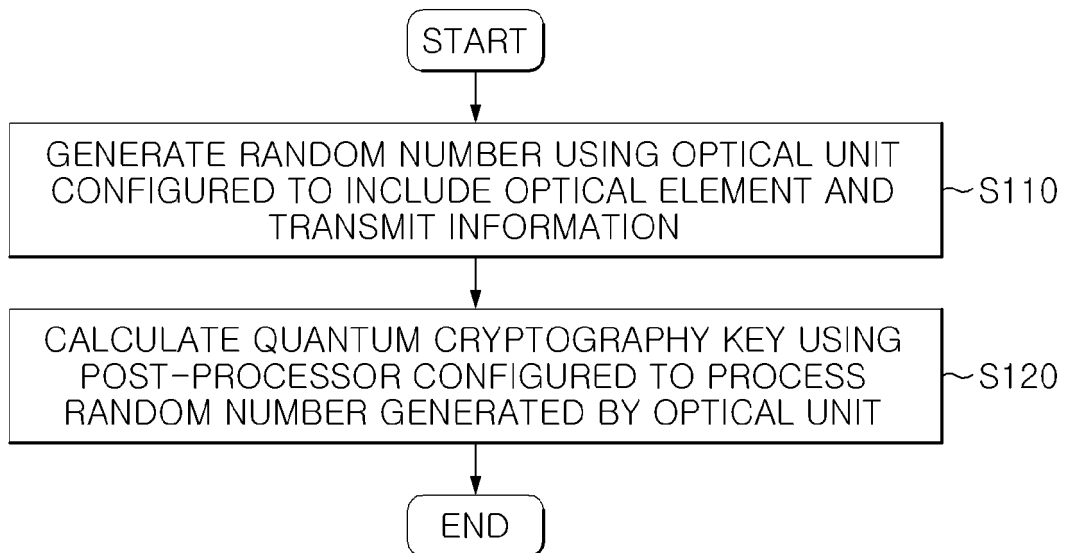 START
GENERATE RANDOM NUMBER USING OPTICAL UNIT
CONFIGURED TO INCLUDE OPTICAL ELEMENT AND
TRANSMIT INFORMATION
~S110
CALCULATE QUANTUM CRYPTOGRAPHY KEY USING
POST-PROCESSOR CONFIGURED TO PROCESS
RANDOM NUMBER GENERATED BY OPTICAL UNIT
~S120
END